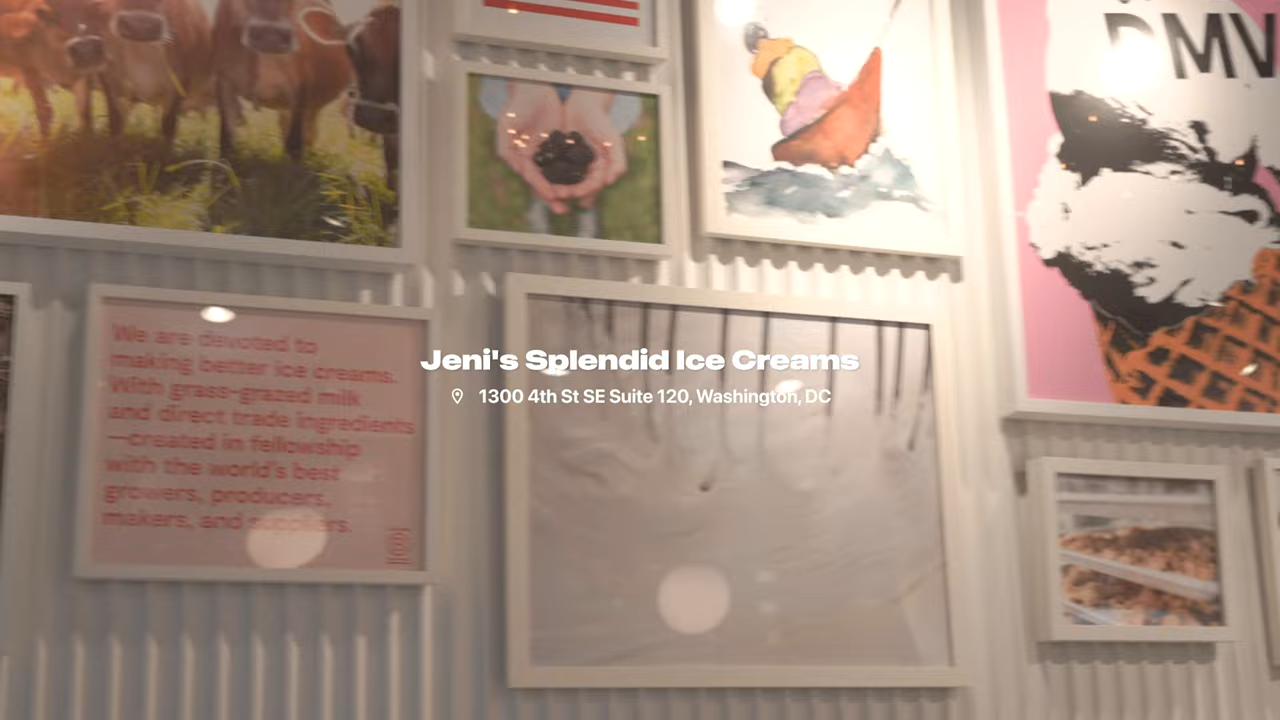 DMV
Jeni's Splendid Ice Creams
1300 4th St SE Suite 120, Washington, DC
We are devoted to
making better ice creams.
With grass-grazed milk
and direct trade ingredients
—created in fellowship
with the world's best
growers, producers,
makers, and suppliers.